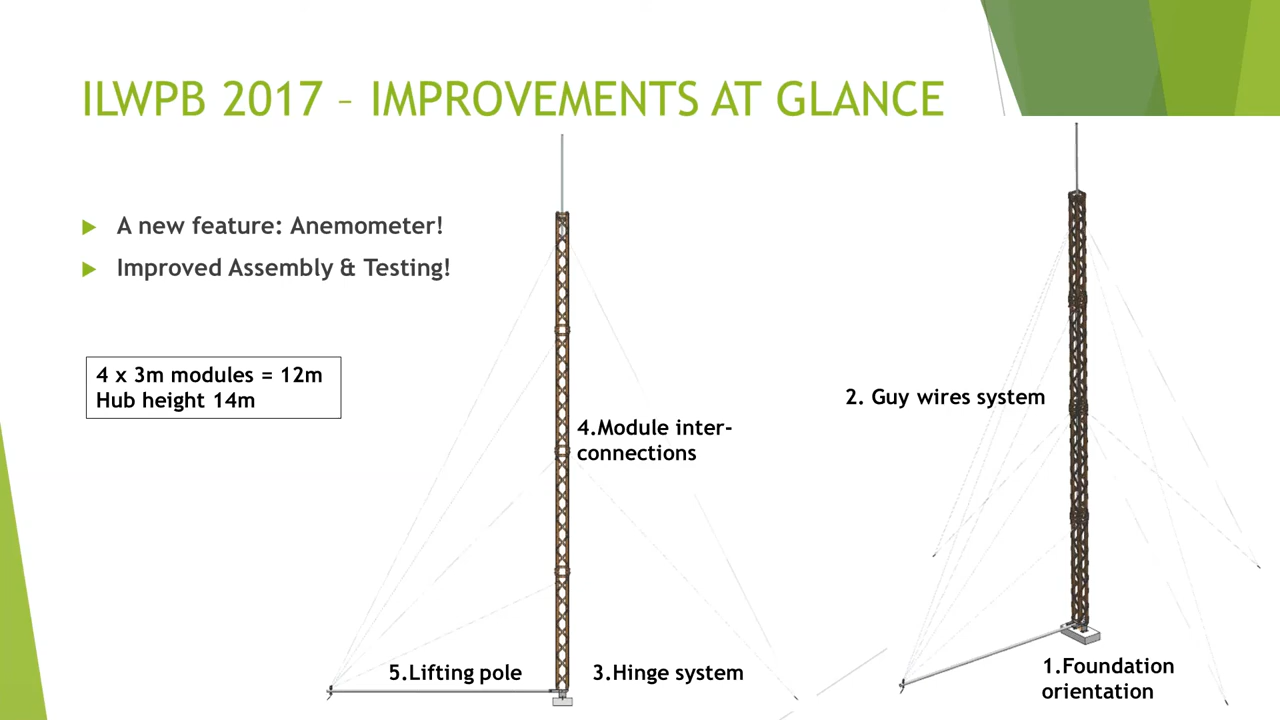 ILWPB 2017 – IMPROVEMENTS AT GLANCE
A new feature: Anemometer!
Improved Assembly & Testing!
4 x 3m modules = 12m
Hub height 14m
2. Guy wires system
4.Module inter-
connections
5.Lifting pole
3.Hinge system
1.Foundation
orientation